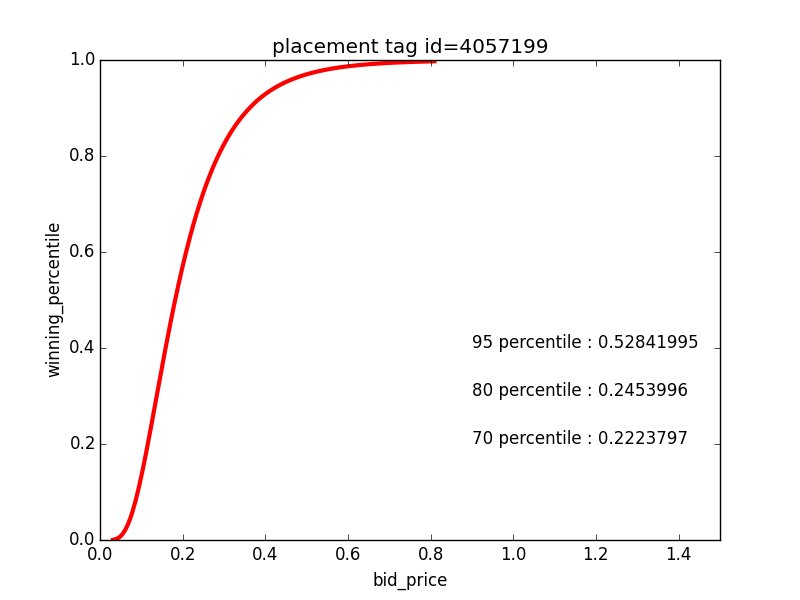 placement tag id=4057199
1.0
0.8
0.6
0.4
0.2
0.0
winning_percentile
95 percentile : 0.52841995
80 percentile : 0.2453996
70 percentile : 0.2223797
0.0 0.2 0.4 0.6 0.8 1.0 1.2 1.4
bid_price